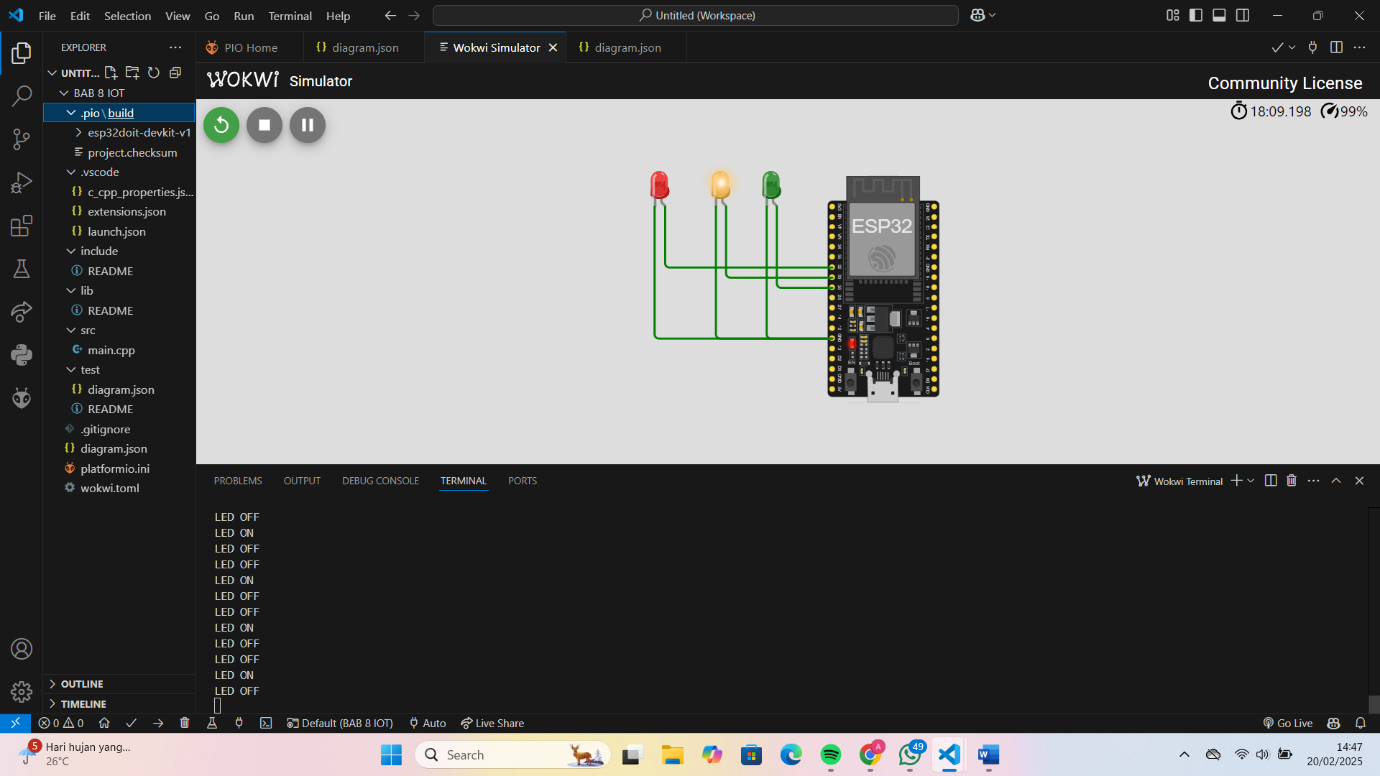 File Edit Selection View Go Run Terminal Help
Untitled (Workspace)
EXPLORER
PIO Home
diagram.json
Wokwi Simulator
diagram.json
UNTIT...
BAB 8 IOT
.pio \ build
esp32doit-devkit-v1
project.checksum
.vscode
c_cpp_properties.js...
extensions.json
launch.json
include
README
lib
README
src
main.cpp
test
diagram.json
README
.gitignore
diagram.json
platformio.ini
wokwi.toml
OUTLINE
TIMELINE
WOKWi Simulator
Community License
18:09.198 99%
ESP32
Boot
PROBLEMS OUTPUT DEBUG CONSOLE TERMINAL PORTS
Wokwi Terminal
LED OFF
LED ON
LED OFF
LED OFF
LED ON
LED OFF
LED OFF
LED ON
LED OFF
LED OFF
LED ON
LED OFF
0 0 Default (BAB 8 IOT) Auto Live Share Go Live
5
Hari hujan yang...
26°C
Search
A
49
14:47
20/02/2025